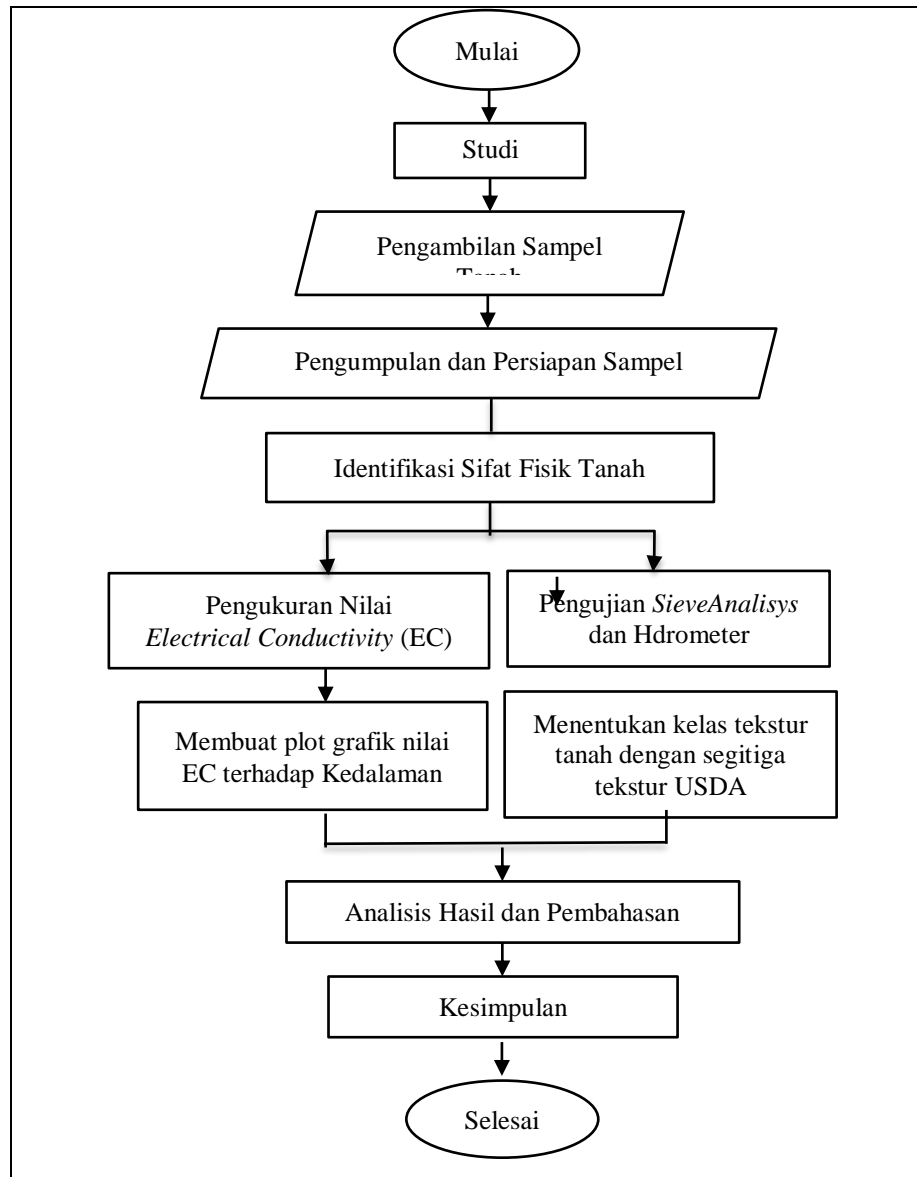 Mulai
Studi
Pengambilan Sampel
Tanah
Pengumpulan dan Persiapan Sampel
Identifikasi Sifat Fisik Tanah
Pengukuran Nilai
Electrical Conductivity (EC)
Pengujian SieveAnalisys
dan Hdrometer
Membuat plot grafik nilai
EC terhadap Kedalaman
Menentukan kelas tekstur
tanah dengan segitiga
tekstur USDA
Analisis Hasil dan Pembahasan
Kesimpulan
Selesai